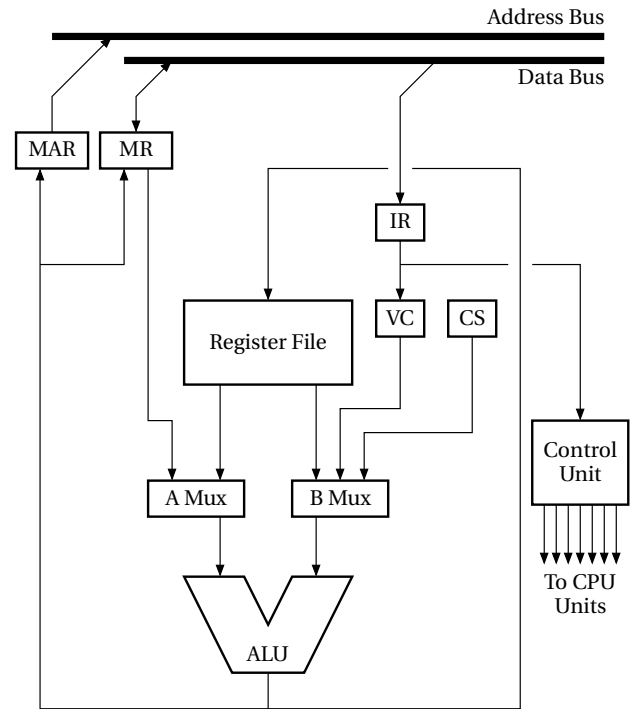 Address Bus
Data Bus
MAR
MR
IR
Register File
VC
CS
Control
Unit
A Mux
B Mux
To CPU
Units
ALU